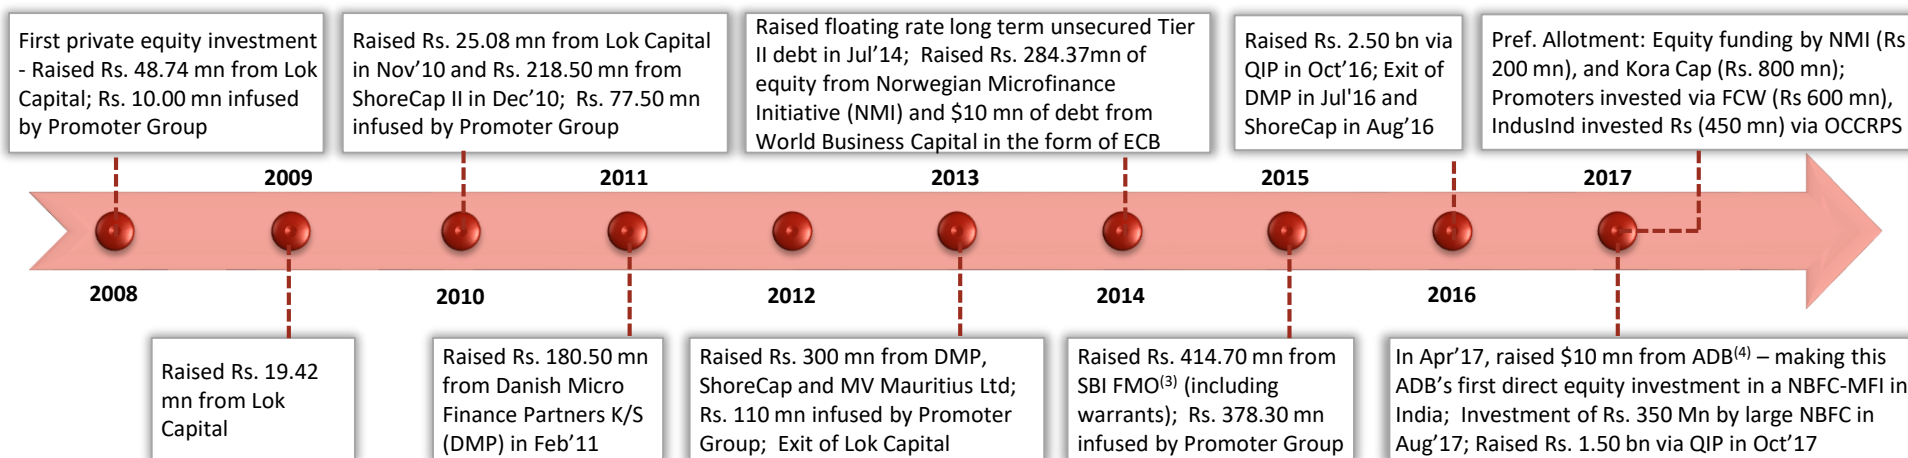 First private equity investment
- Raised Rs. 48.74 mn from Lok
Capital; Rs. 10.00 mn infused
by Promoter Group
Raised Rs. 25.08 mn from Lok Capital
in Nov’10 and Rs. 218.50 mn from
ShoreCap II in Dec’10; Rs. 77.50 mn
infused by Promoter Group
Raised floating rate long term unsecured Tier
II debt in Jul’14; Raised Rs. 284.37mn of
equity from Norwegian Microfinance
Initiative (NMI) and $10 mn of debt from
World Business Capital in the form of ECB
Raised Rs. 2.50 bn via
QIP in Oct’16; Exit of
DMP in Jul'16 and
ShoreCap in Aug’16
Pref. Allotment: Equity funding by NMI (Rs
200 mn), and Kora Cap (Rs. 800 mn);
Promoters invested via FCW (Rs 600 mn),
IndusInd invested Rs (450 mn) via OCCRPS
2009
2011
2013
2015
2017
2008
2010
2012
2014
2016
Raised Rs. 19.42
mn from Lok
Capital
Raised Rs. 180.50 mn
from Danish Micro
Finance Partners K/S
(DMP) in Feb’11
Raised Rs. 300 mn from DMP,
ShoreCap and MV Mauritius Ltd;
Rs. 110 mn infused by Promoter
Group; Exit of Lok Capital
Raised Rs. 414.70 mn from
SBI FMO(3) (including
warrants); Rs. 378.30 mn
infused by Promoter Group
In Apr’17, raised $10 mn from ADB(4) – making this
ADB’s first direct equity investment in a NBFC-MFI in
India; Investment of Rs. 350 Mn by large NBFC in
Aug’17; Raised Rs. 1.50 bn via QIP in Oct’17